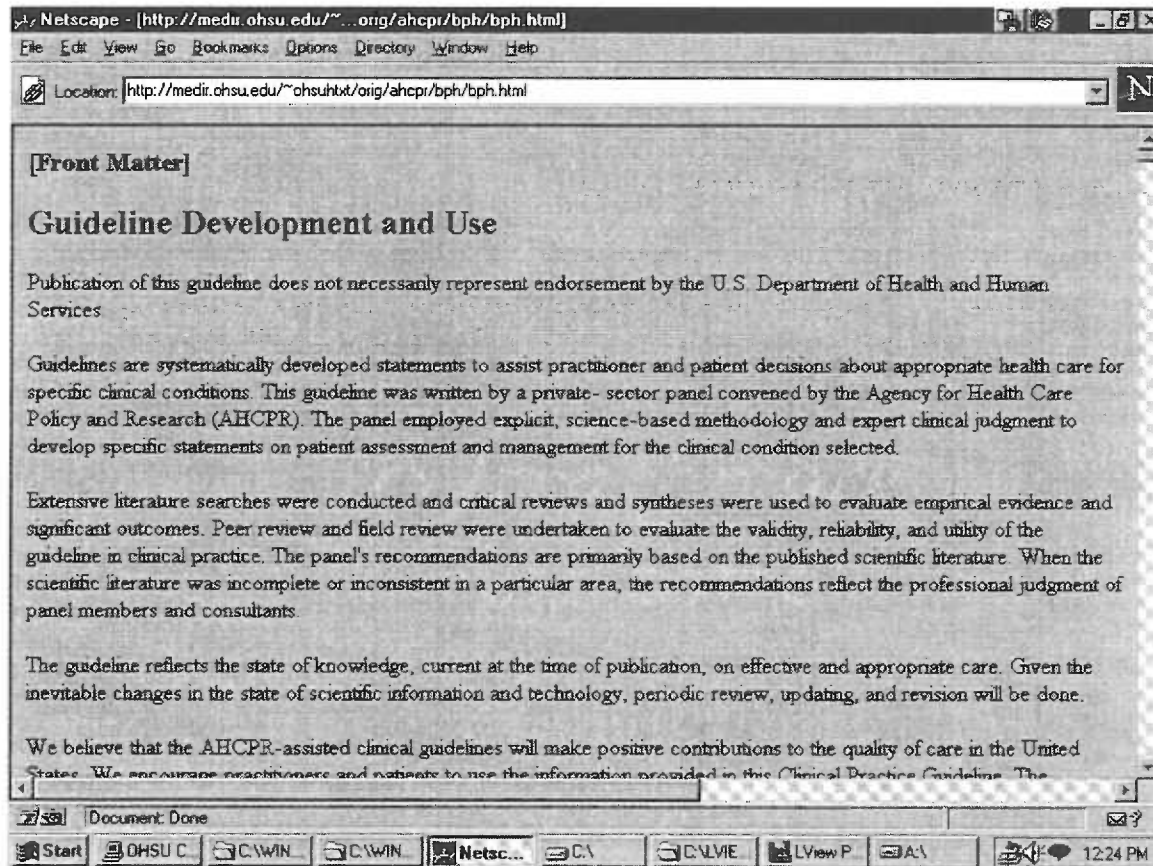 Netscape - [http://medir.ohsu.edu/~...orig/ahcpr/bph/bph.html]
File Edit View Go Bookmarks Options Directory Window Help
Location: http://medir.ohsu.edu/~ohsuhtxt/orig/ahcpr/bph/bph.html
N
[Front Matter]
Guideline Development and Use
Publication of this guideline does not necessarily represent endorsement by the U.S. Department of Health and Human
Services
Guidelines are systematically developed statements to assist practitioner and patient decisions about appropriate health care for
specific clinical conditions. This guideline was written by a private- sector panel convened by the Agency for Health Care
Policy and Research (AHCPR). The panel employed explicit, science-based methodology and expert clinical judgment to
develop specific statements on patient assessment and management for the clinical condition selected.
Extensive literature searches were conducted and critical reviews and syntheses were used to evaluate empirical evidence and
significant outcomes. Peer review and field review were undertaken to evaluate the validity, reliability, and utility of the
guideline in clinical practice. The panel's recommendations are primarily based on the published scientific literature. When the
scientific literature was incomplete or inconsistent in a particular area, the recommendations reflect the professional judgment of
panel members and consultants.
The guideline reflects the state of knowledge, current at the time of publication, on effective and appropriate care. Given the
inevitable changes in the state of scientific information and technology, periodic review, updating, and revision will be done.
We believe that the AHCPR-assisted clinical guidelines will make positive contributions to the quality of care in the United
States. We encourage practitioners and patients to use the information provided in this Clinical Practice Guideline. The
Document: Done
Start OHSU C... C:\WIN... C:\WIN... Netsc... C:\ C:\LVIE... LView P... A:\ 12:24 PM